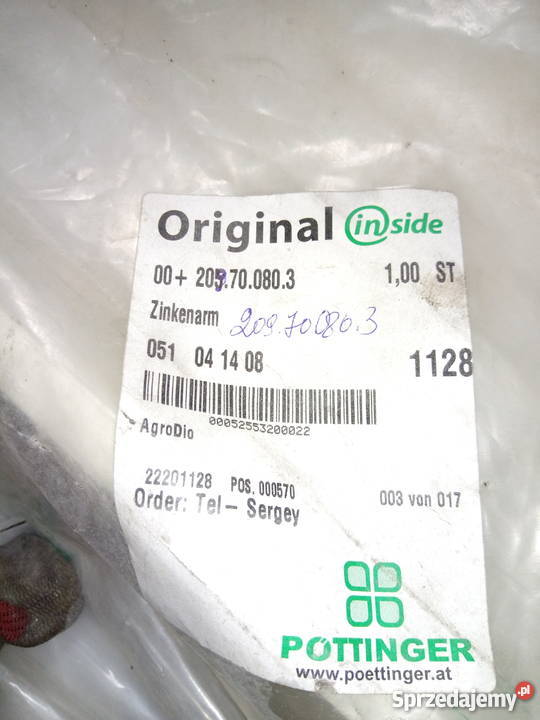 Original inside
00+ 209.70.080.3 1,00 ST
Zinkenarm 209.70080.3
051 04 14 08 1128
00052553200022
AgroDio
22201128 POS. 000570 003 von 017
Order: Tel- Sergey
PÖTTINGER
www.poettinger.at
Sprzedajemy.pl